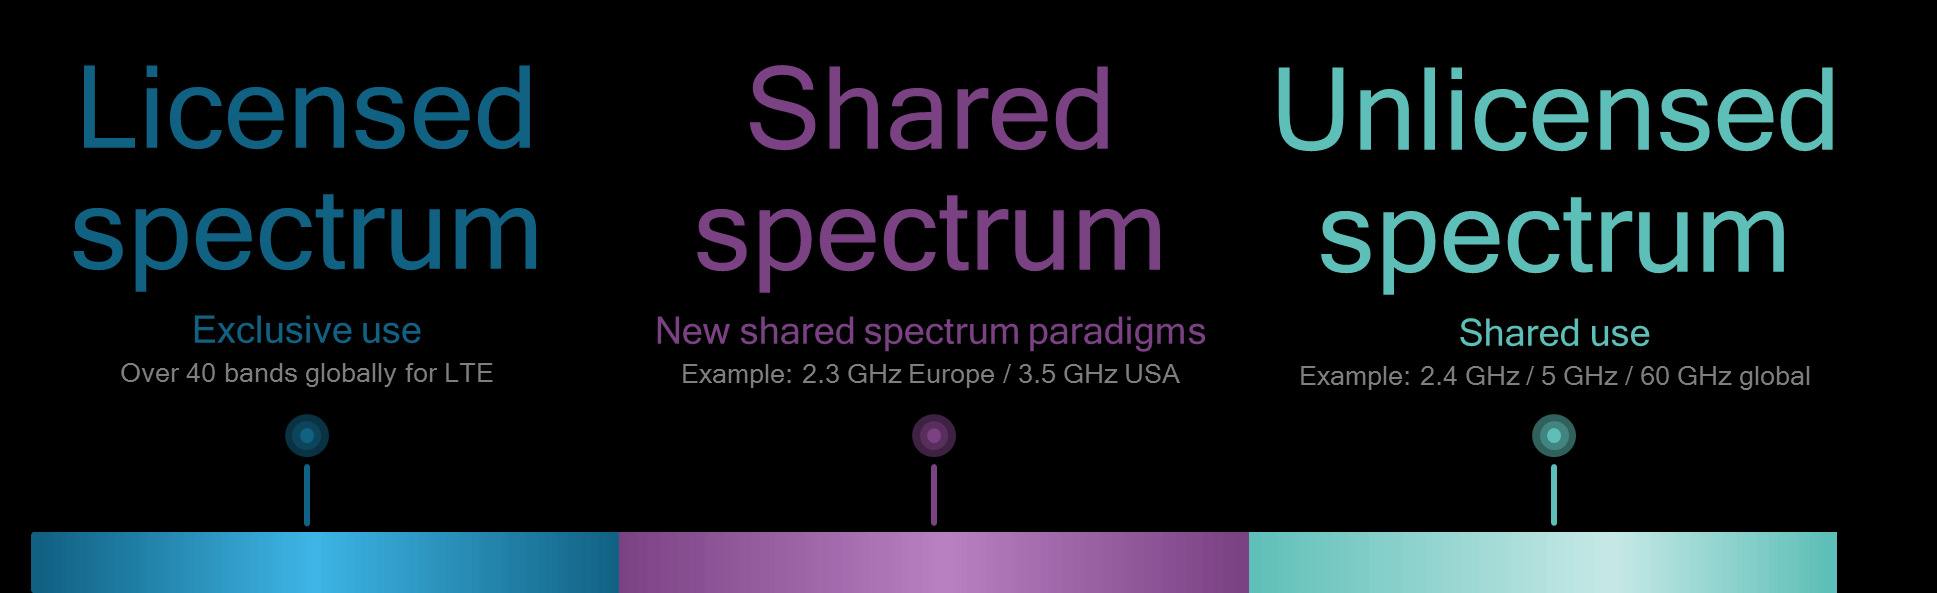 Licensed
spectrum
Exclusive use
Over 40 bands globally for LTE
Shared
spectrum
New shared spectrum paradigms
Example: 2.3 GHz Europe / 3.5 GHz USA
Unlicensed
spectrum
Shared use
Example: 2.4 GHz / 5 GHz / 60 GHz global